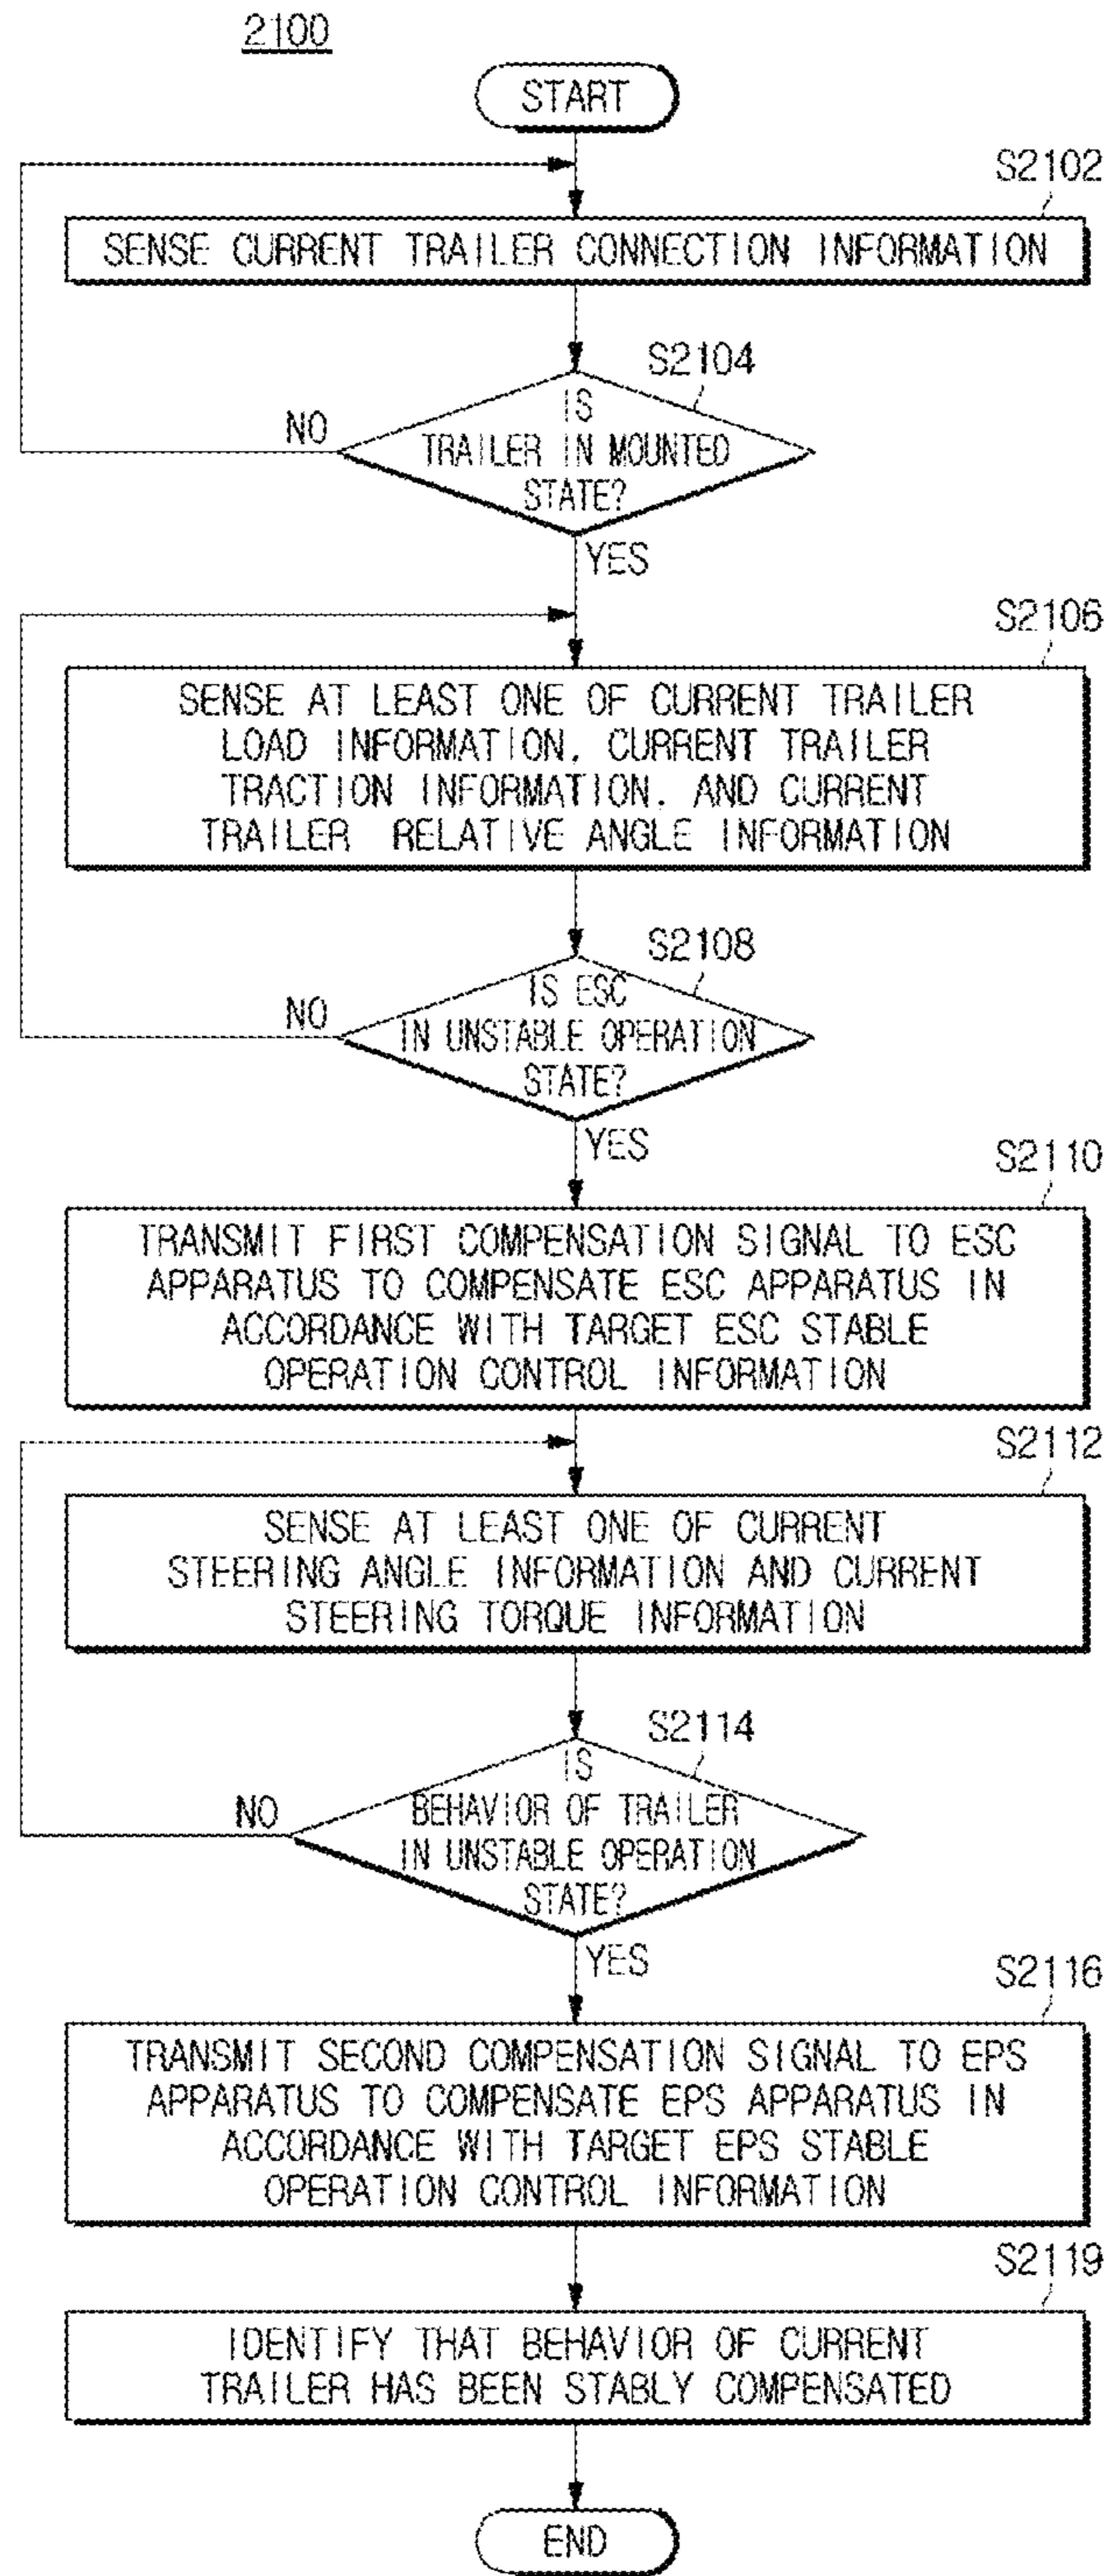 2100
START
S2102
SENSE CURRENT TRAILER CONNECTION INFORMATION
S2104
IS
TRAILER IN MOUNTED
STATE?
NO
YES
S2106
SENSE AT LEAST ONE OF CURRENT TRAILER
LOAD INFORMATION, CURRENT TRAILER
TRACTION INFORMATION, AND CURRENT
TRAILER RELATIVE ANGLE INFORMATION
S2108
IS ESC
IN UNSTABLE OPERATION
STATE?
NO
YES
S2110
TRANSMIT FIRST COMPENSATION SIGNAL TO ESC
APPARATUS TO COMPENSATE ESC APPARATUS IN
ACCORDANCE WITH TARGET ESC STABLE
OPERATION CONTROL INFORMATION
S2112
SENSE AT LEAST ONE OF CURRENT
STEERING ANGLE INFORMATION AND CURRENT
STEERING TORQUE INFORMATION
S2114
IS
BEHAVIOR OF TRAILER
IN UNSTABLE OPERATION
STATE?
NO
YES
S2116
TRANSMIT SECOND COMPENSATION SIGNAL TO EPS
APPARATUS TO COMPENSATE EPS APPARATUS IN
ACCORDANCE WITH TARGET EPS STABLE
OPERATION CONTROL INFORMATION
S2119
IDENTIFY THAT BEHAVIOR OF CURRENT
TRAILER HAS BEEN STABLY COMPENSATED
END